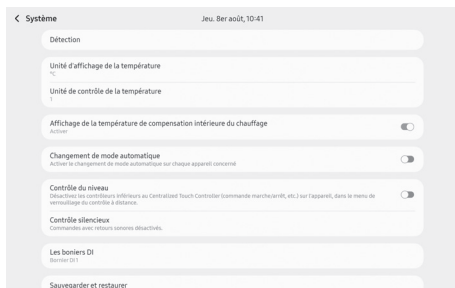 Système
Jeu. 8er août, 10:41
Détection
Unité d'affichage de la température
°C
Unité de contrôle de la température
1
Affichage de la température de compensation intérieure du chauffage
Activer
Changement de mode automatique
Activer le changement de mode automatique sur chaque appareil concerné
Contrôle du niveau
Désactivez les contrôleurs inférieurs au Centralized Touch Controller (commande marche/arrêt, etc.) sur l'appareil, dans le menu de
verrouillage du contrôle à distance.
Contrôle silencieux
Commandes avec retours sonores désactivés.
Les boniers DI
Bornier DI 1
Sauvegarder et restaurer